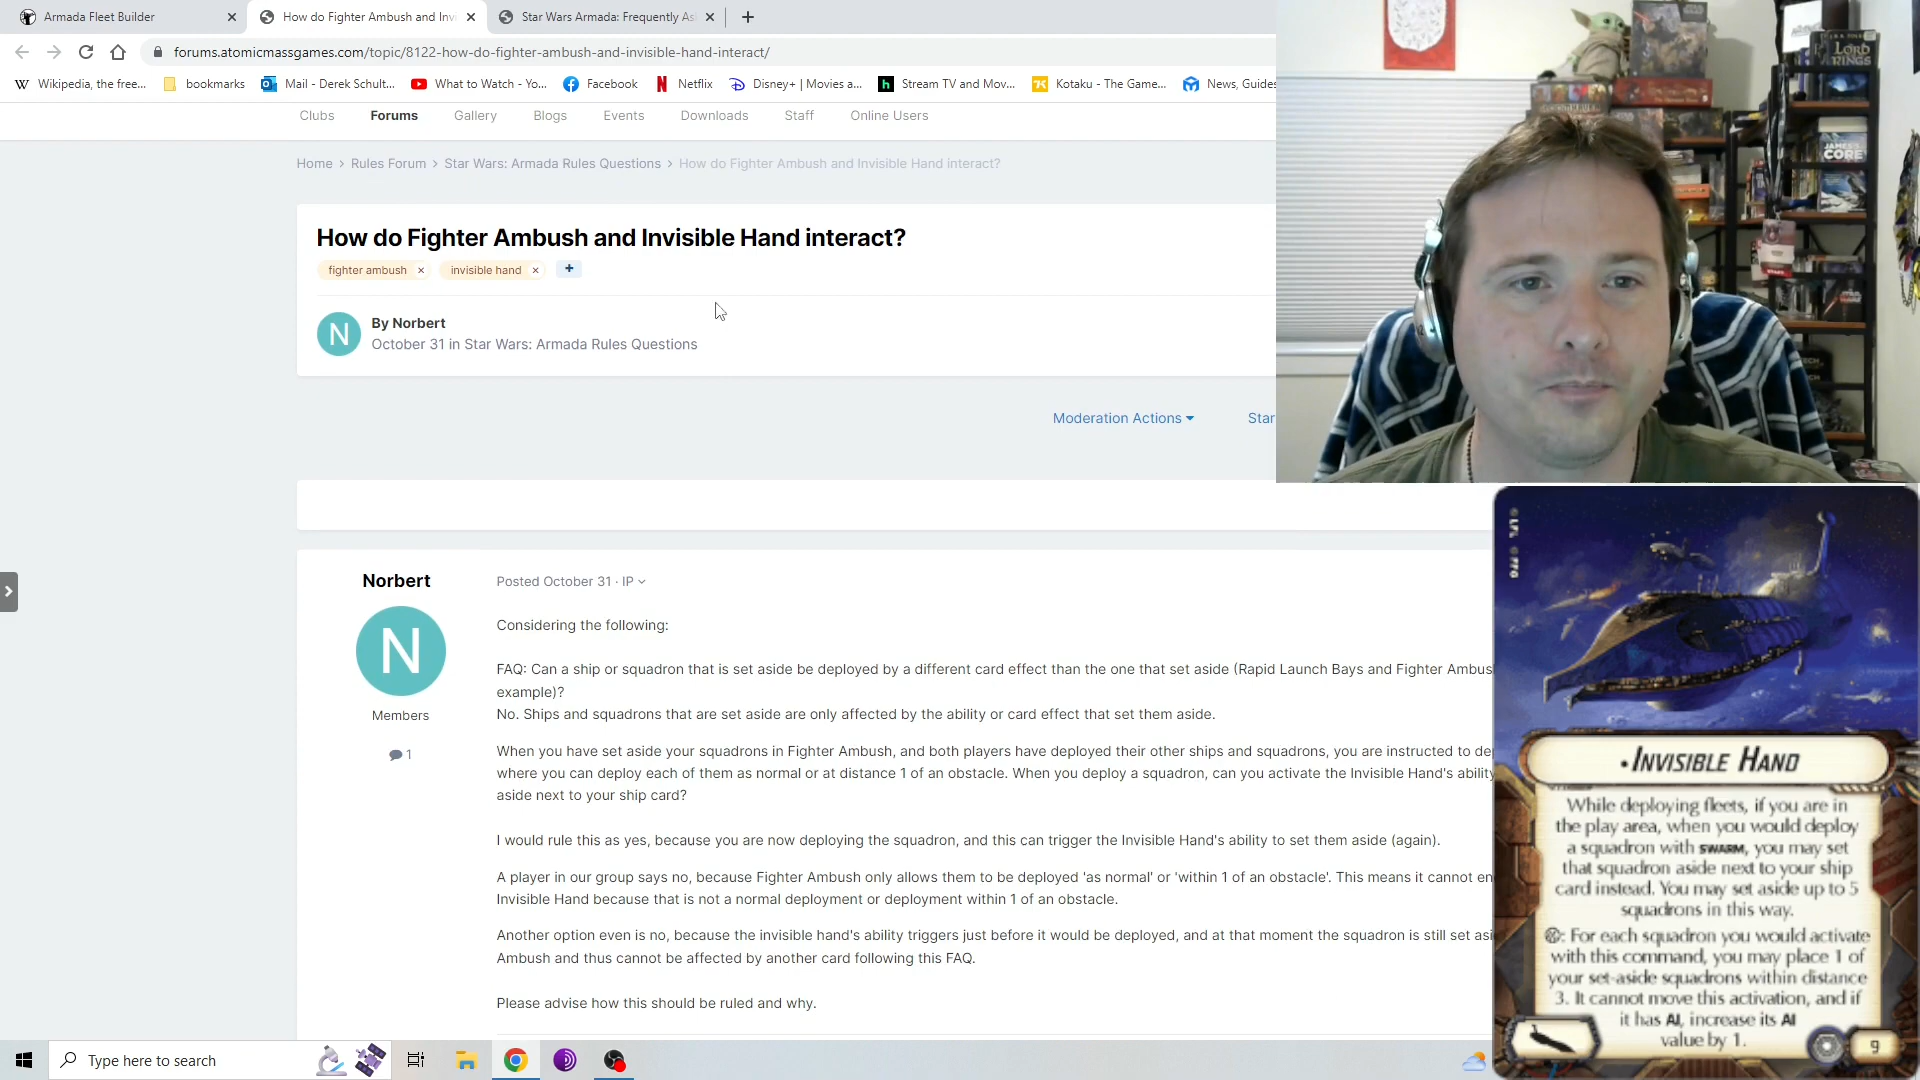 Armada Fleet Builder
How do Fighter Ambush and Inv
Star Wars Armada: Frequently As
forums.atomicmassgames.com/topic/8122-how-do-fighter-ambush-and-invisible-hand-interact/
W Wikipedia, the free...
bookmarks
Mail - Derek Schult...
What to Watch - Yo...
Facebook
Netflix
Disney+ | Movies a...
Stream TV and Mov...
Kotaku - The Game...
News, Guides
Clubs
Forums
Gallery
Blogs
Events
Downloads
Staff
Online Users
Home > Rules Forum > Star Wars: Armada Rules Questions > How do Fighter Ambush and Invisible Hand interact?
How do Fighter Ambush and Invisible Hand interact?
fighter ambush ×
invisible hand ×
+
N
By Norbert
October 31 in Star Wars: Armada Rules Questions
Moderation Actions
Star
Norbert
N
Members
1
Posted October 31 · IP
Considering the following:
FAQ: Can a ship or squadron that is set aside be deployed by a different card effect than the one that set aside (Rapid Launch Bays and Fighter Ambus
example)?
No. Ships and squadrons that are set aside are only affected by the ability or card effect that set them aside.
When you have set aside your squadrons in Fighter Ambush, and both players have deployed their other ships and squadrons, you are instructed to de
where you can deploy each of them as normal or at distance 1 of an obstacle. When you deploy a squadron, can you activate the Invisible Hand's ability
aside next to your ship card?
I would rule this as yes, because you are now deploying the squadron, and this can trigger the Invisible Hand's ability to set them aside (again).
A player in our group says no, because Fighter Ambush only allows them to be deployed 'as normal' or 'within 1 of an obstacle'. This means it cannot en
Invisible Hand because that is not a normal deployment or deployment within 1 of an obstacle.
Another option even is no, because the invisible hand's ability triggers just before it would be deployed, and at that moment the squadron is still set asi
Ambush and thus cannot be affected by another card following this FAQ.
Please advise how this should be ruled and why.
LORD
RINGS
CORE
© LFL © FFG
• INVISIBLE HAND
While deploying fleets, if you are in
the play area, when you would deploy
a squadron with SWARM, you may set
that squadron aside next to your ship
card instead. You may set aside up to 5
squadrons in this way.
: For each squadron you would activate
with this command, you may place 1 of
your set-aside squadrons within distance
3. It cannot move this activation, and if
it has AI, increase its AI
value by 1.
9
Type here to search